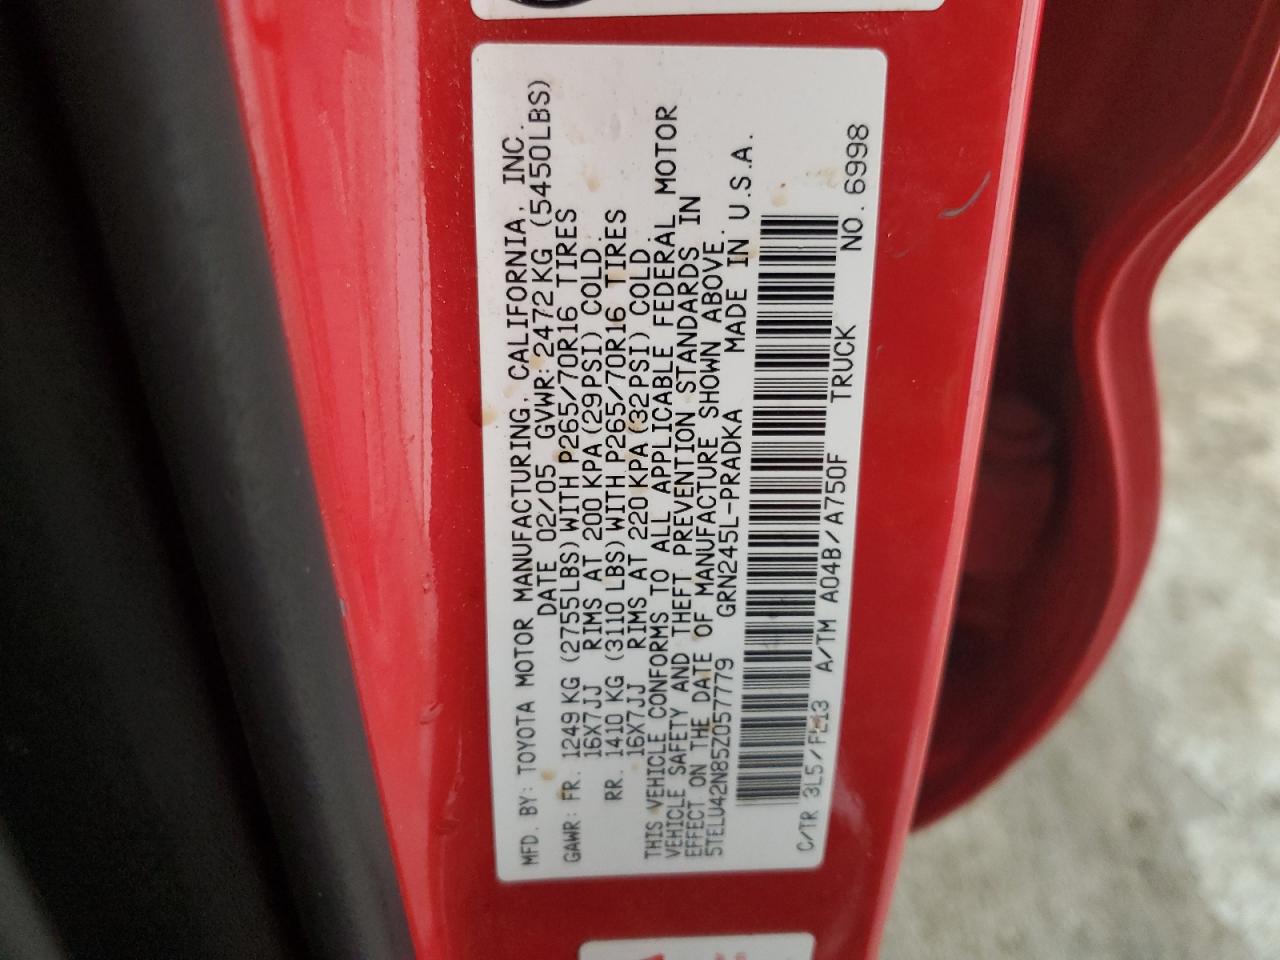 MFD. BY: TOYOTA MOTOR MANUFACTURING, CALIFORNIA, INC.
DATE 02/05 GVWR: 2472 KG (5450LBS)
GAWR: FR. 1249 KG (2755LBS) WITH P265/70R16 TIRES
16X7JJ RIMS AT 200 KPA (29PSI) COLD.
RR. 1410 KG (3110 LBS) WITH P265/70R16 TIRES
16X7JJ RIMS AT 220 KPA (32PSI) COLD
THIS VEHICLE CONFORMS TO ALL APPLICABLE FEDERAL MOTOR
VEHICLE SAFETY AND THEFT PREVENTION STANDARDS IN
EFFECT ON THE DATE OF MANUFACTURE SHOWN ABOVE.
5TELU42N85Z057779 GRN245L-PRADKA MADE IN U.S.A.
C/TR 3L5/FL13 A/TM A04B/A750F TRUCK NO. 6998